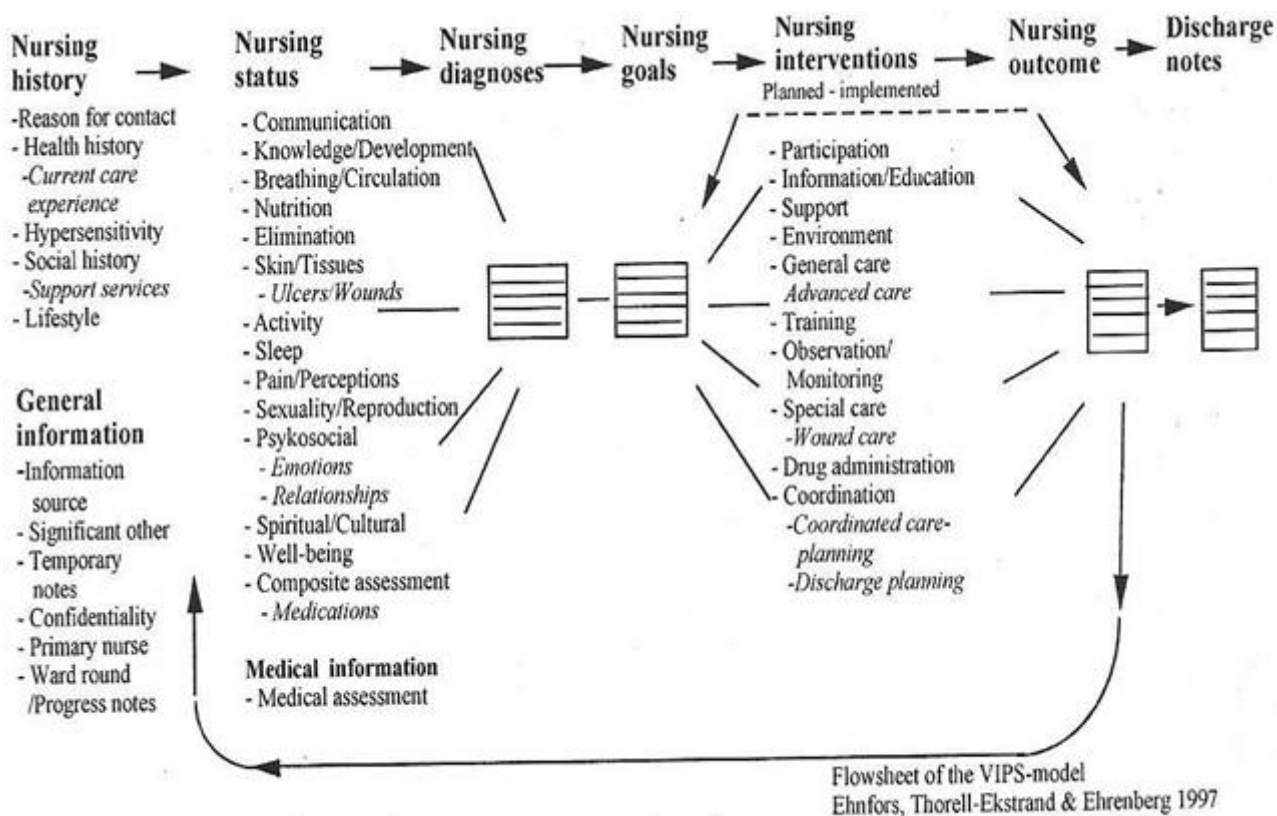 Nursing
history
-Reason for contact
- Health history
-Current care
experience
- Hypersensitivity
- Social history
-Support services
- Lifestyle
General
information
-Information
source
- Significant other
- Temporary
notes
- Confidentiality
- Primary nurse
- Ward round
/Progress notes
Nursing
status
- Communication
- Knowledge/Development
- Breathing/Circulation
- Nutrition
- Elimination
- Skin/Tissues
- Ulcers/Wounds
- Activity
- Sleep
- Pain/Perceptions
- Sexuality/Reproduction
- Psykosocial
- Emotions
- Relationships
- Spiritual/Cultural
- Well-being
- Composite assessment
- Medications
Medical information
- Medical assessment
Nursing
diagnoses
Nursing
goals
Nursing
interventions
Planned - implemented
- Participation
- Information/Education
- Support
- Environment
- General care
Advanced care
- Training
- Observation/
Monitoring
- Special care
-Wound care
- Drug administration
- Coordination
-Coordinated care-
planning
-Discharge planning
Nursing
outcome
Discharge
notes
Flowsheet of the VIPS-model
Ehnfors, Thorell-Ekstrand & Ehrenberg 1997